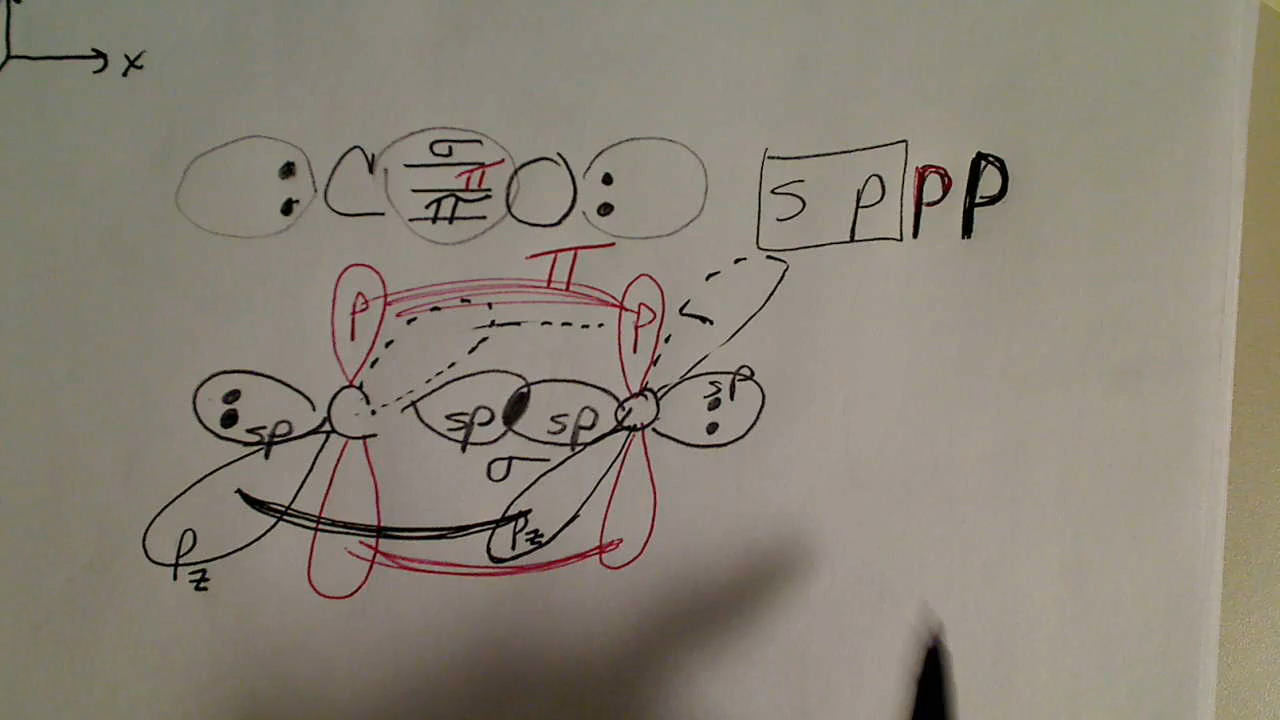 x
σ
: C π O : s p p p
π
π
p p
: sp C sp sp O sp :
σ
Pz Pz